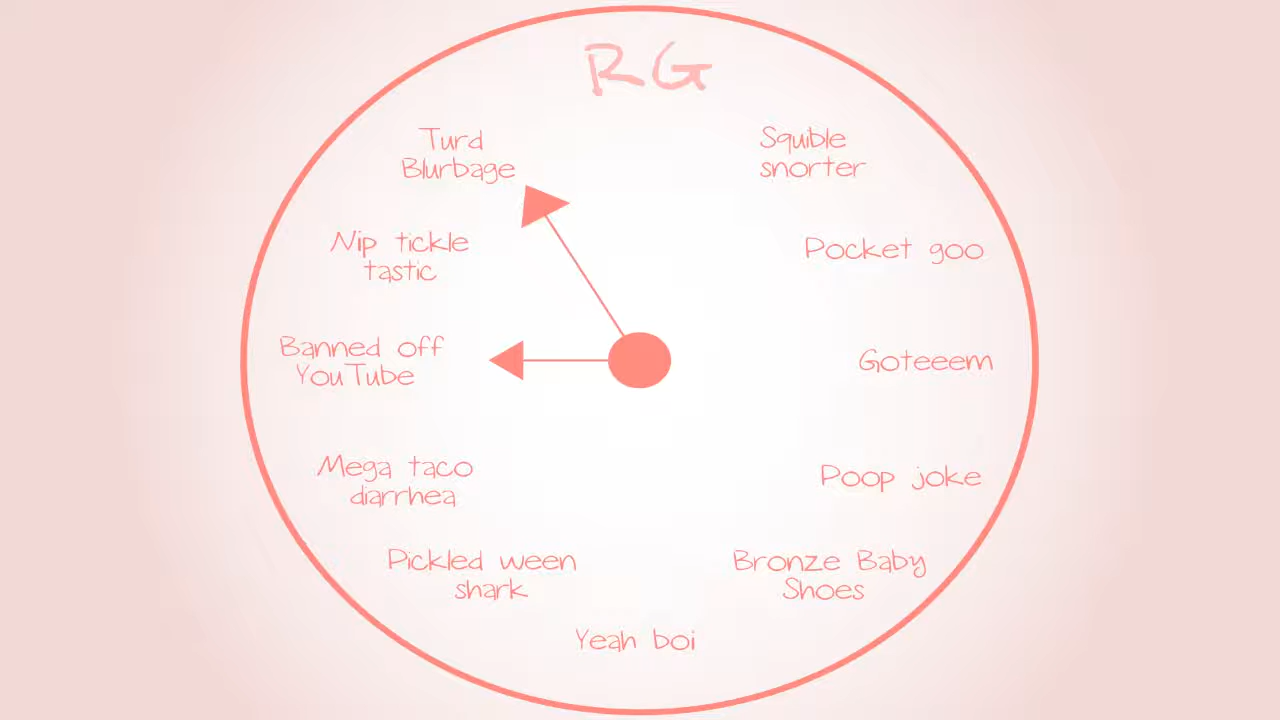 RG
Turd
Blurbage
Squible
snorter
Nip tickle
tastic
Pocket goo
Banned off
YouTube
Goteeem
Mega taco
diarrhea
Poop joke
Pickled ween
shark
Bronze Baby
Shoes
Yeah boi